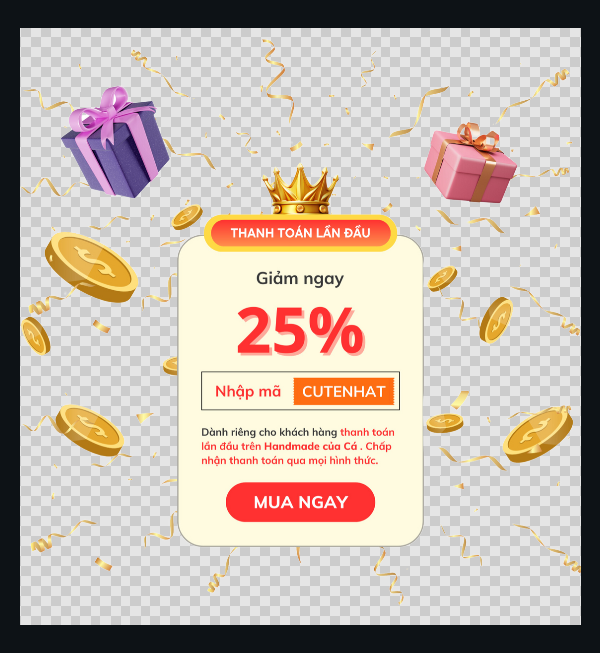 THANH TOÁN LẦN ĐẦU
Giảm ngay
25%
Nhập mã CUTENHAT
Dành riêng cho khách hàng thanh toán
lần đầu trên Handmade của Cá . Chấp
nhận thanh toán qua mọi hình thức.
MUA NGAY